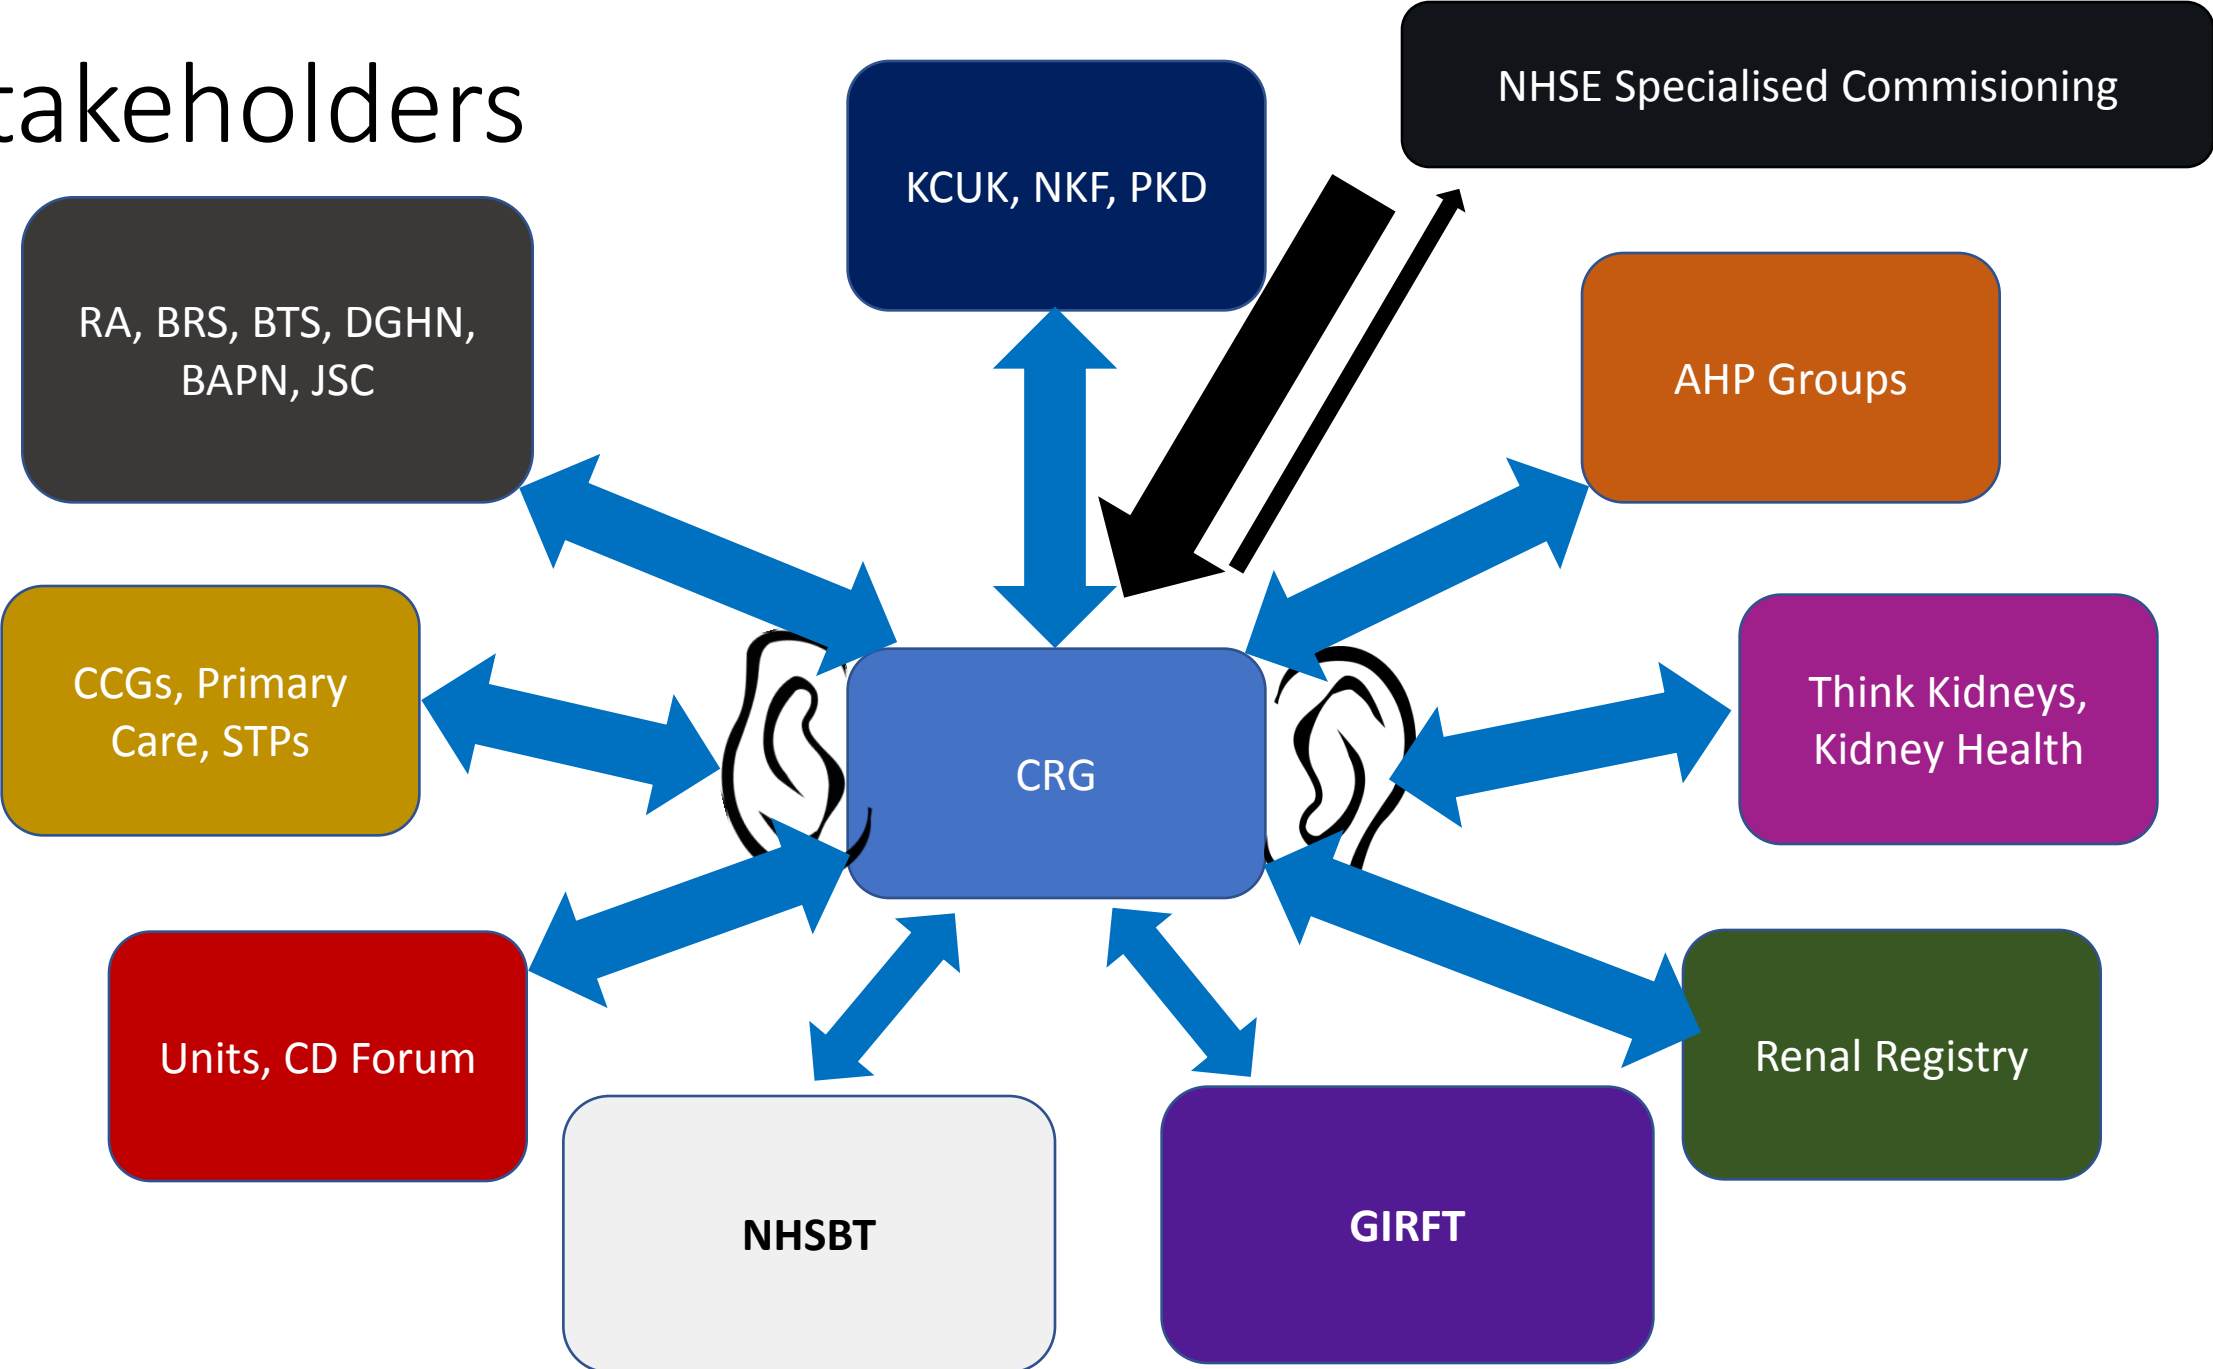 takeholders
NHSE Specialised Commisioning
KCUK, NKF, PKD
RA, BRS, BTS, DGHN,
BAPN, JSC
AHP Groups
CCGs, Primary
Care, STPs
CRG
Think Kidneys,
Kidney Health
Units, CD Forum
Renal Registry
NHSBT
GIRFT